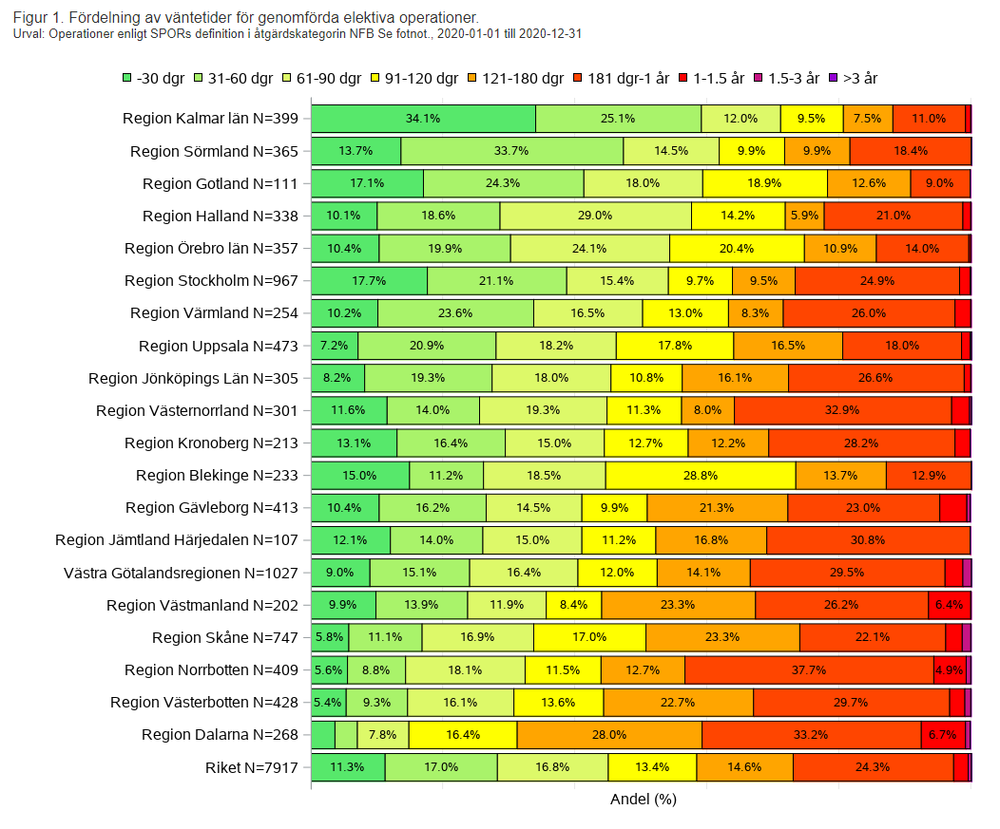 Figur 1. Fördelning av väntetider för genomförda elektiva operationer.
Urval: Operationer enligt SPORs definition i åtgärdskategorin NFB Se fotnot., 2020-01-01 till 2020-12-31
-30 dgr 31-60 dgr 61-90 dgr 91-120 dgr 121-180 dgr 181 dgr-1 år 1-1.5 år 1.5-3 år >3 år
Region Kalmar län N=399 34.1% 25.1% 12.0% 9.5% 7.5% 11.0%
Region Sörmland N=365 13.7% 33.7% 14.5% 9.9% 9.9% 18.4%
Region Gotland N=111 17.1% 24.3% 18.0% 18.9% 12.6% 9.0%
Region Halland N=338 10.1% 18.6% 29.0% 14.2% 5.9% 21.0%
Region Örebro län N=357 10.4% 19.9% 24.1% 20.4% 10.9% 14.0%
Region Stockholm N=967 17.7% 21.1% 15.4% 9.7% 9.5% 24.9%
Region Värmland N=254 10.2% 23.6% 16.5% 13.0% 8.3% 26.0%
Region Uppsala N=473 7.2% 20.9% 18.2% 17.8% 16.5% 18.0%
Region Jönköpings Län N=305 8.2% 19.3% 18.0% 10.8% 16.1% 26.6%
Region Västernorrland N=301 11.6% 14.0% 19.3% 11.3% 8.0% 32.9%
Region Kronoberg N=213 13.1% 16.4% 15.0% 12.7% 12.2% 28.2%
Region Blekinge N=233 15.0% 11.2% 18.5% 28.8% 13.7% 12.9%
Region Gävleborg N=413 10.4% 16.2% 14.5% 9.9% 21.3% 23.0%
Region Jämtland Härjedalen N=107 12.1% 14.0% 15.0% 11.2% 16.8% 30.8%
Västra Götalandsregionen N=1027 9.0% 15.1% 16.4% 12.0% 14.1% 29.5%
Region Västmanland N=202 9.9% 13.9% 11.9% 8.4% 23.3% 26.2% 6.4%
Region Skåne N=747 5.8% 11.1% 16.9% 17.0% 23.3% 22.1%
Region Norrbotten N=409 5.6% 8.8% 18.1% 11.5% 12.7% 37.7% 4.9%
Region Västerbotten N=428 5.4% 9.3% 16.1% 13.6% 22.7% 29.7%
Region Dalarna N=268 7.8% 16.4% 28.0% 33.2% 6.7%
Riket N=7917 11.3% 17.0% 16.8% 13.4% 14.6% 24.3%
Andel (%)